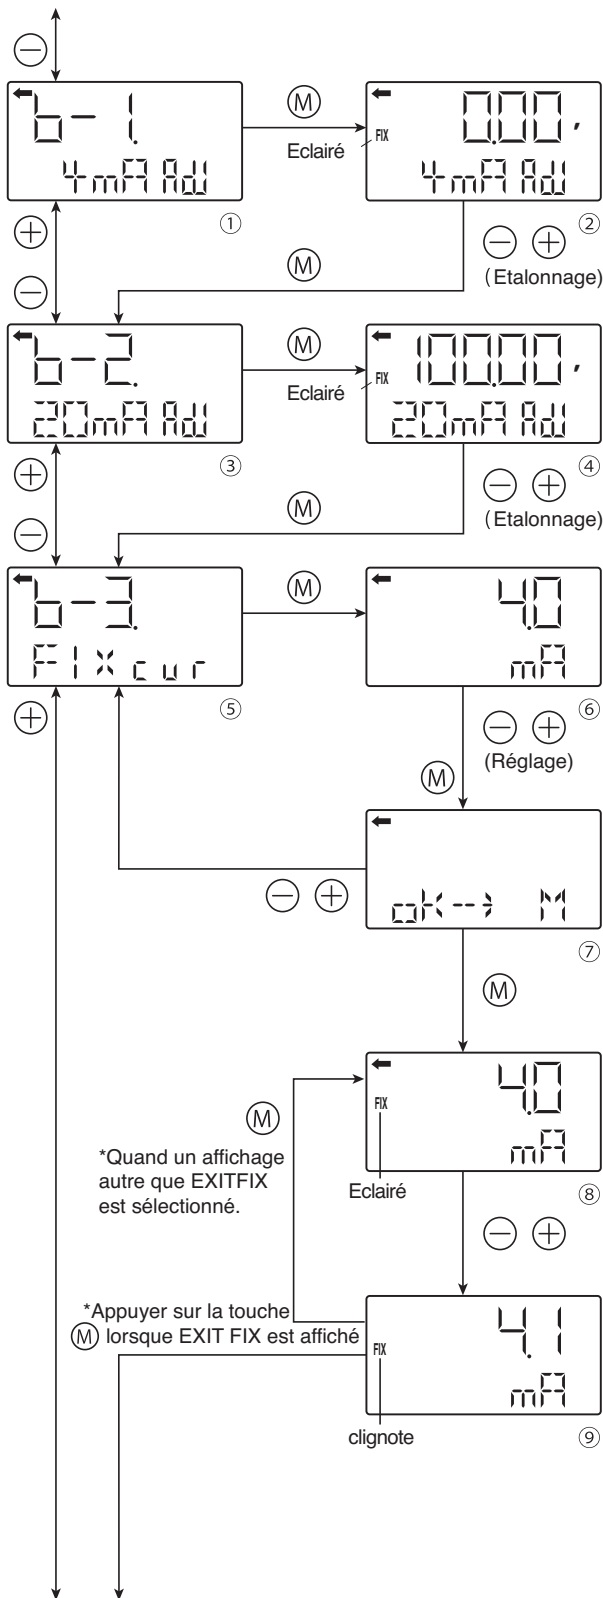 b-1.
4mA AdJ
①
M
Eclairé
FIX
0.00,
4mA AdJ
②
(Etalonnage)
M
b-2.
20mA AdJ
③
M
Eclairé
FIX
100.00,
20mA AdJ
④
(Etalonnage)
M
b-3.
FIXcur
⑤
M
4.0
mA
⑥
(Réglage)
M
oK--> M
⑦
M
FIX
4.0
mA
⑧
Eclairé
M
*Quand un affichage
autre que EXITFIX
est sélectionné.
*Appuyer sur la touche
M lorsque EXIT FIX est affiché
FIX
4.1
mA
⑨
clignote